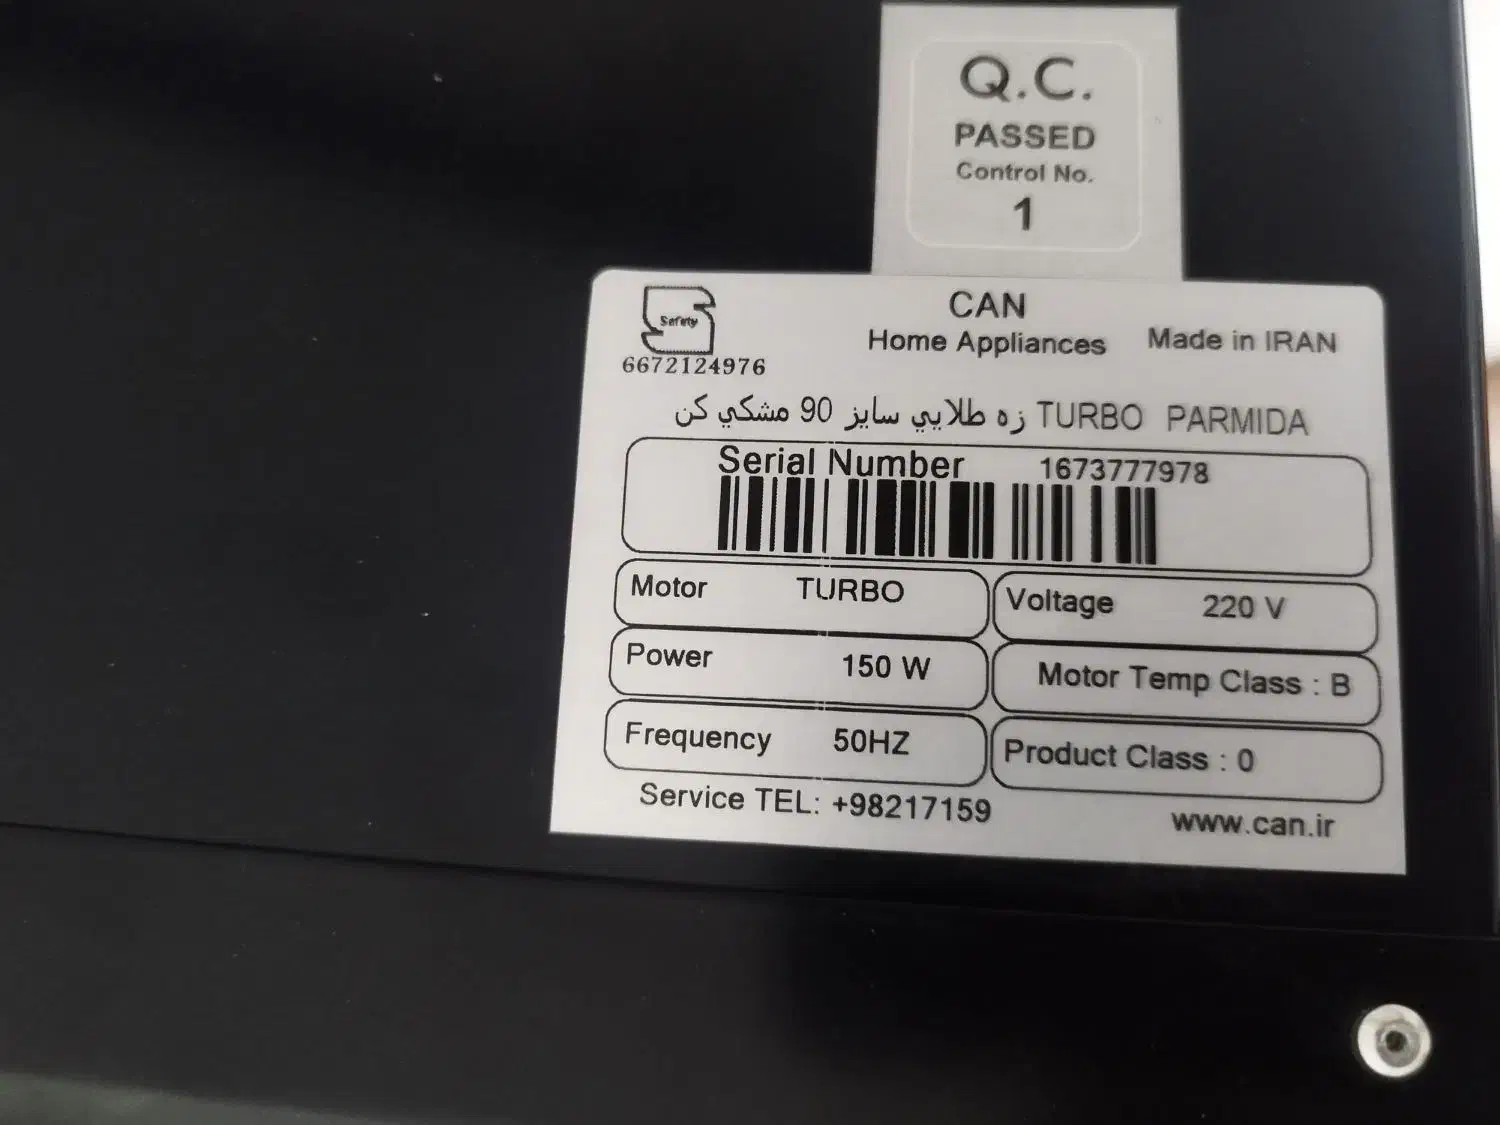 Q.C.
PASSED
Control No.
1
Safety
6672124976
CAN
Home Appliances
Made in IRAN
PARMIDA TURBO زه طلايي سايز 90 مشكي كن
Serial Number 1673777978
Motor TURBO
Voltage 220 V
Power 150 W
Motor Temp Class : B
Frequency 50HZ
Product Class : 0
Service TEL: +98217159
www.can.ir